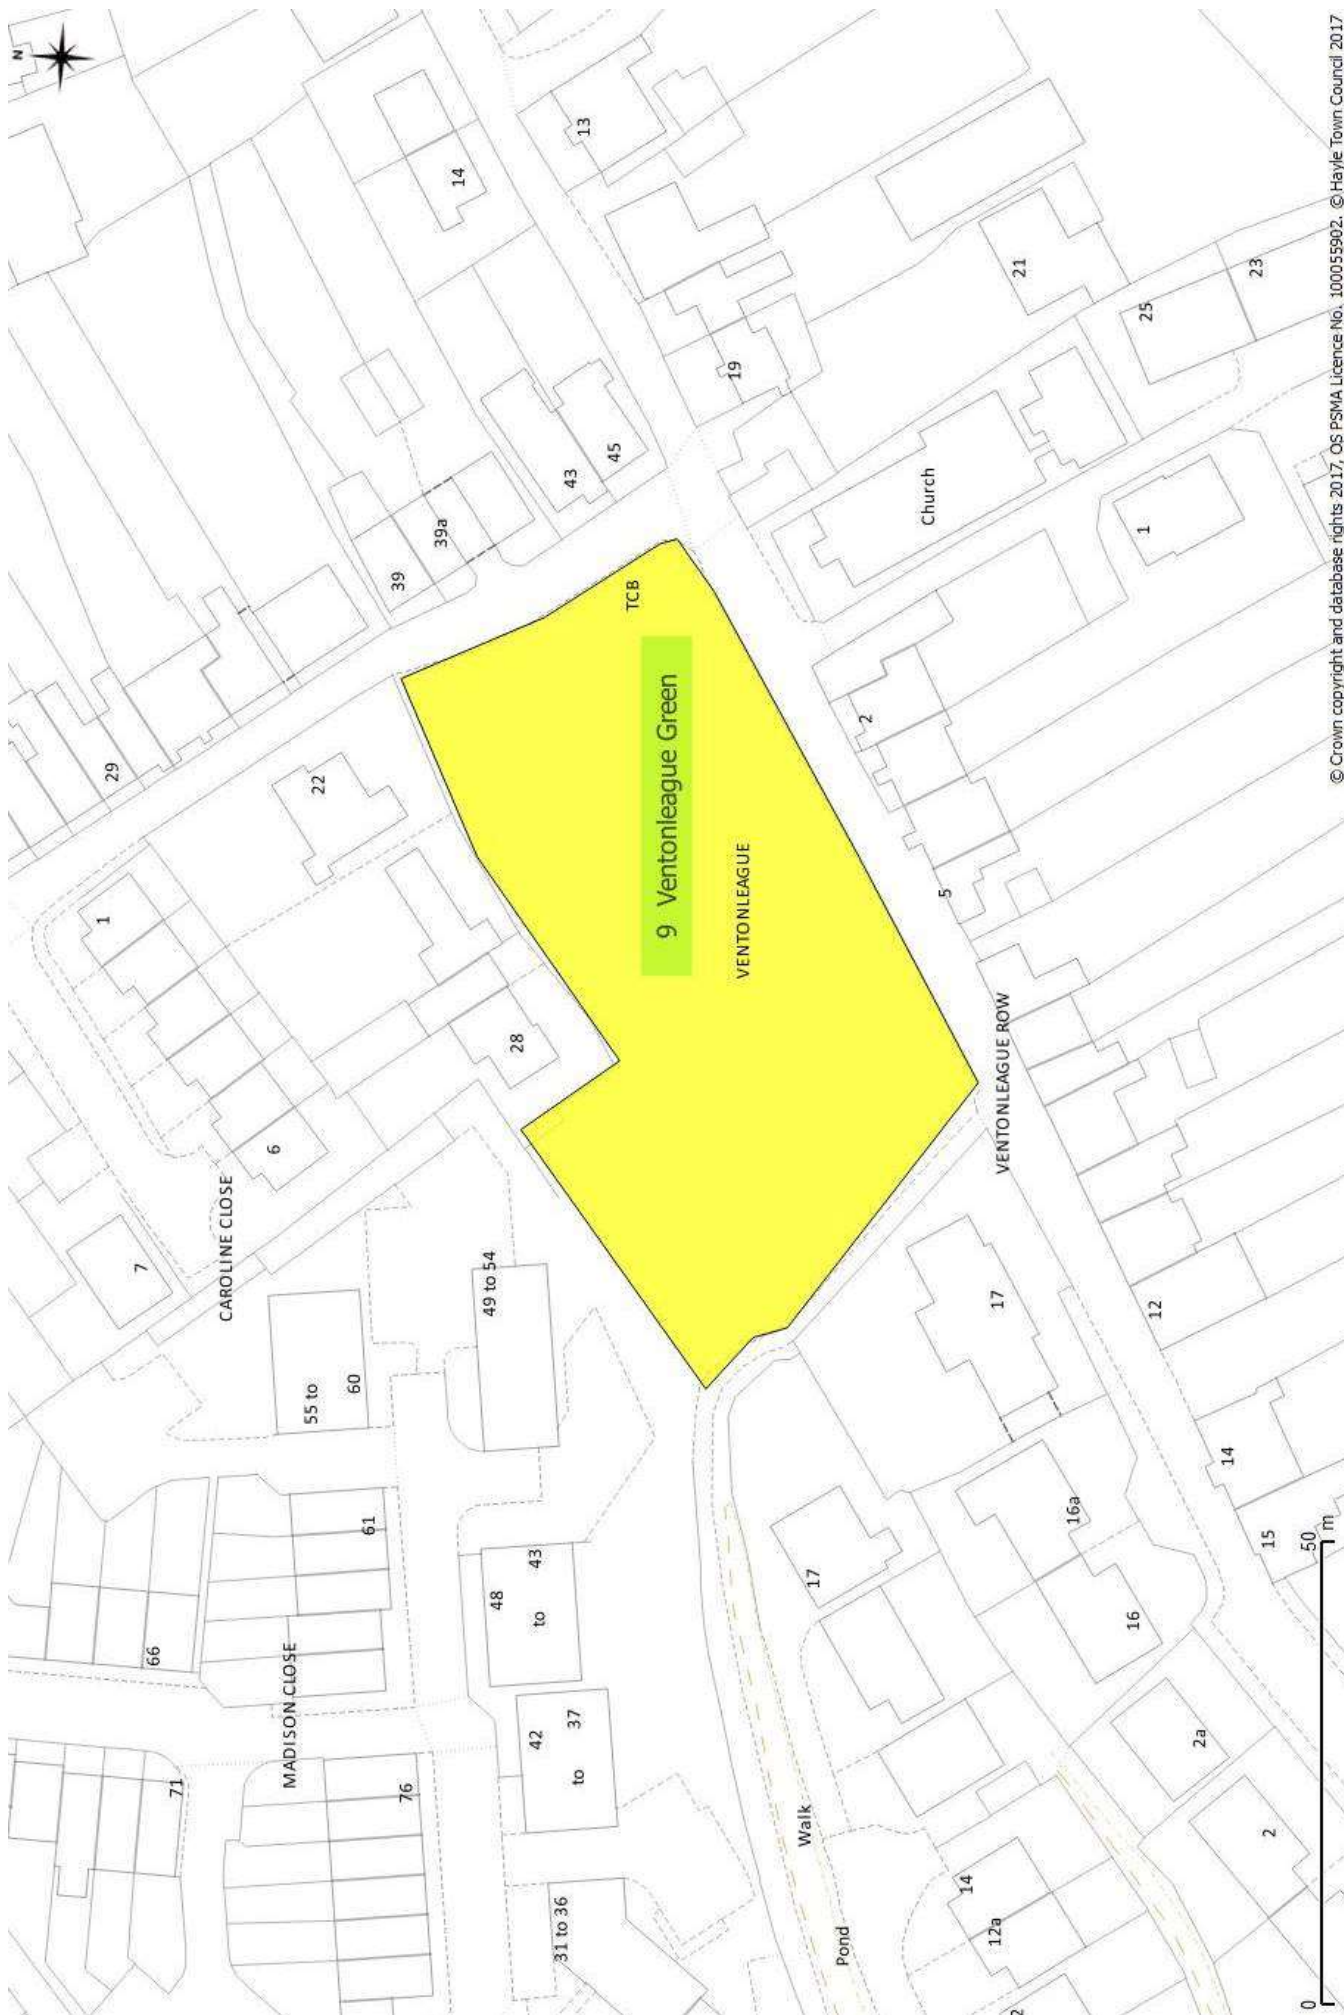 N
14
13
39
39a
43
45
19
21
25
23
29
22
TCB
Church
1
1
2
5
9 Ventonleague Green
VENTONLEAGUE
VENTONLEAGUE ROW
28
6
7
CAROLINE CLOSE
55 to
60
49 to 54
17
12
14
15
16a
16
17
61
66
48
to
43
MADISON CLOSE
42
to
37
71
76
31 to 36
Pond
Walk
14
12a
2a
2
2
0
50
m
© Crown copyright and database rights 2017, OS PSMA Licence No. 100055902, © Hayle Town Council 2017